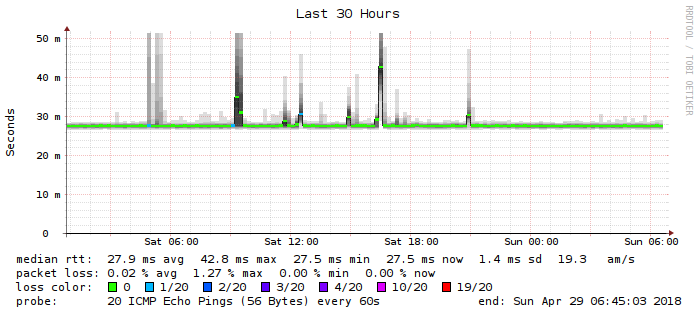 Last 30 Hours
RRDTOOL / TOBI OETIKER
Seconds
50 m
40 m
30 m
20 m
10 m
0
Sat 06:00 Sat 12:00 Sat 18:00 Sun 00:00 Sun 06:00
median rtt: 27.9 ms avg 42.8 ms max 27.5 ms min 27.5 ms now 1.4 ms sd 19.3 am/s
packet loss: 0.02 % avg 1.27 % max 0.00 % min 0.00 % now
loss color: 0 1/20 2/20 3/20 4/20 10/20 19/20
probe: 20 ICMP Echo Pings (56 Bytes) every 60s end: Sun Apr 29 06:45:03 2018